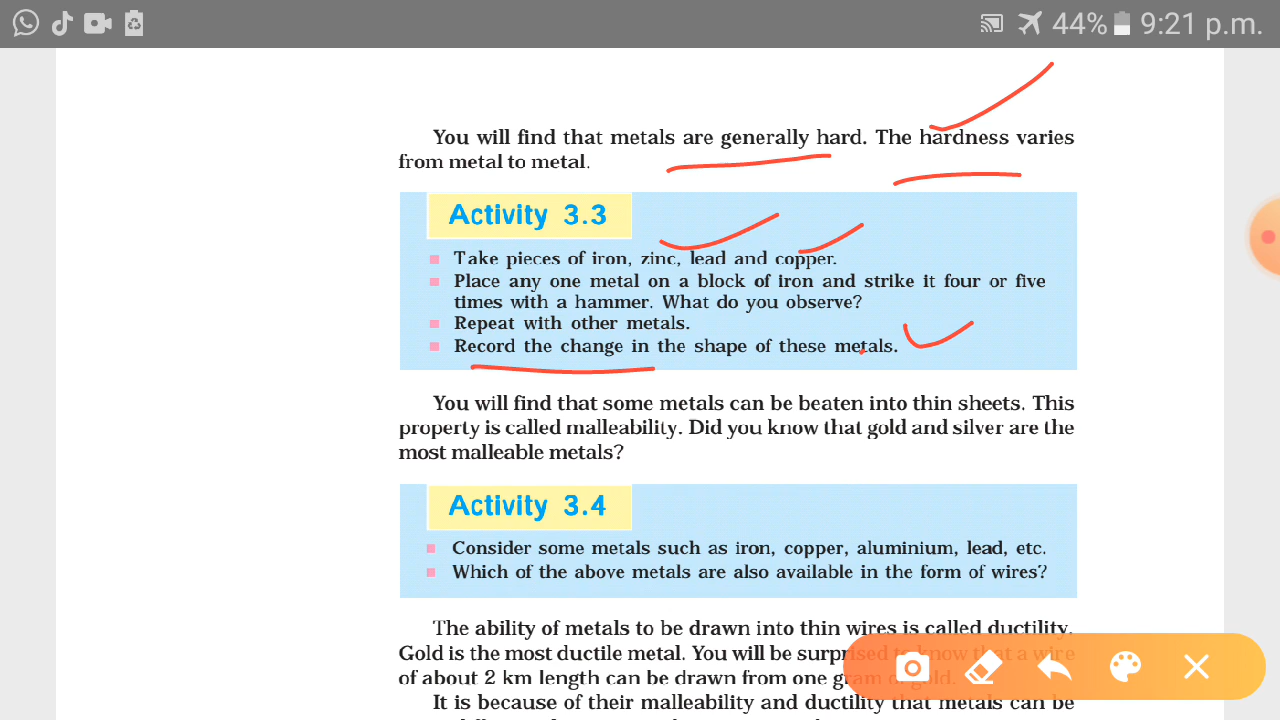 44% 9:21 p.m.
You will find that metals are generally hard. The hardness varies
from metal to metal.
Activity 3.3
Take pieces of iron, zinc, lead and copper.
Place any one metal on a block of iron and strike it four or five
times with a hammer. What do you observe?
Repeat with other metals.
Record the change in the shape of these metals.
You will find that some metals can be beaten into thin sheets. This
property is called malleability. Did you know that gold and silver are the
most malleable metals?
Activity 3.4
Consider some metals such as iron, copper, aluminium, lead, etc.
Which of the above metals are also available in the form of wires?
The ability of metals to be drawn into thin wires is called ductility.
Gold is the most ductile metal. You will be surprised to know that a wire
of about 2 km length can be drawn from one gram of gold.
It is because of their malleability and ductility that metals can be